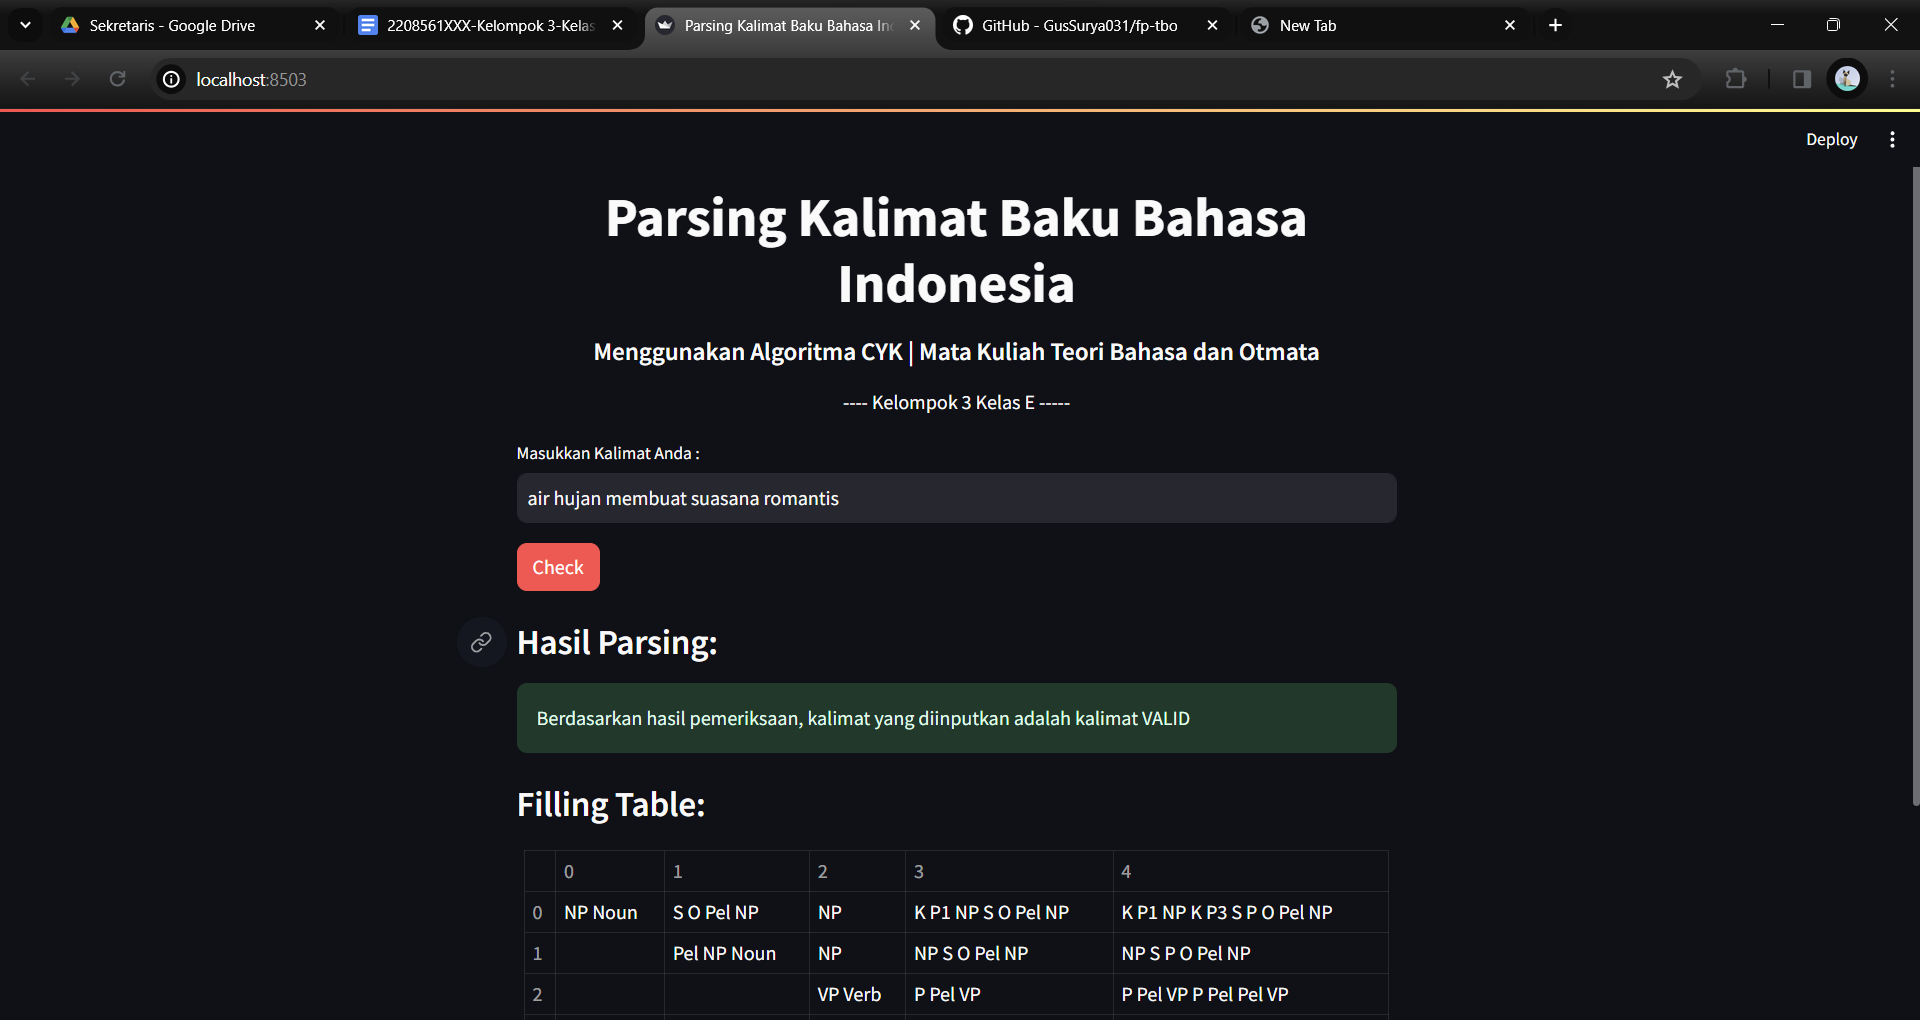 Sekretaris - Google Drive
2208561XXX-Kelompok 3-Kelas
Parsing Kalimat Baku Bahasa In
GitHub - GusSurya031/fp-tbo
New Tab
localhost:8503
Deploy
Parsing Kalimat Baku Bahasa
Indonesia
Menggunakan Algoritma CYK | Mata Kuliah Teori Bahasa dan Otmata
---- Kelompok 3 Kelas E -----
Masukkan Kalimat Anda :
air hujan membuat suasana romantis
Check
Hasil Parsing:
Berdasarkan hasil pemeriksaan, kalimat yang diinputkan adalah kalimat VALID
Filling Table:
0 1 2 3 4
0 NP Noun S O Pel NP NP K P1 NP S O Pel NP K P1 NP K P3 S P O Pel NP
1 Pel NP Noun NP NP S O Pel NP NP S P O Pel NP
2 VP Verb P Pel VP P Pel VP P Pel Pel VP